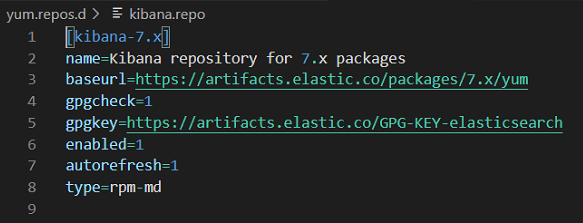 yum.repos.d > kibana.repo
1 [kibana-7.x]
2 name=Kibana repository for 7.x packages
3 baseurl=https://artifacts.elastic.co/packages/7.x/yum
4 gpgcheck=1
5 gpgkey=https://artifacts.elastic.co/GPG-KEY-elasticsearch
6 enabled=1
7 autorefresh=1
8 type=rpm-md
9